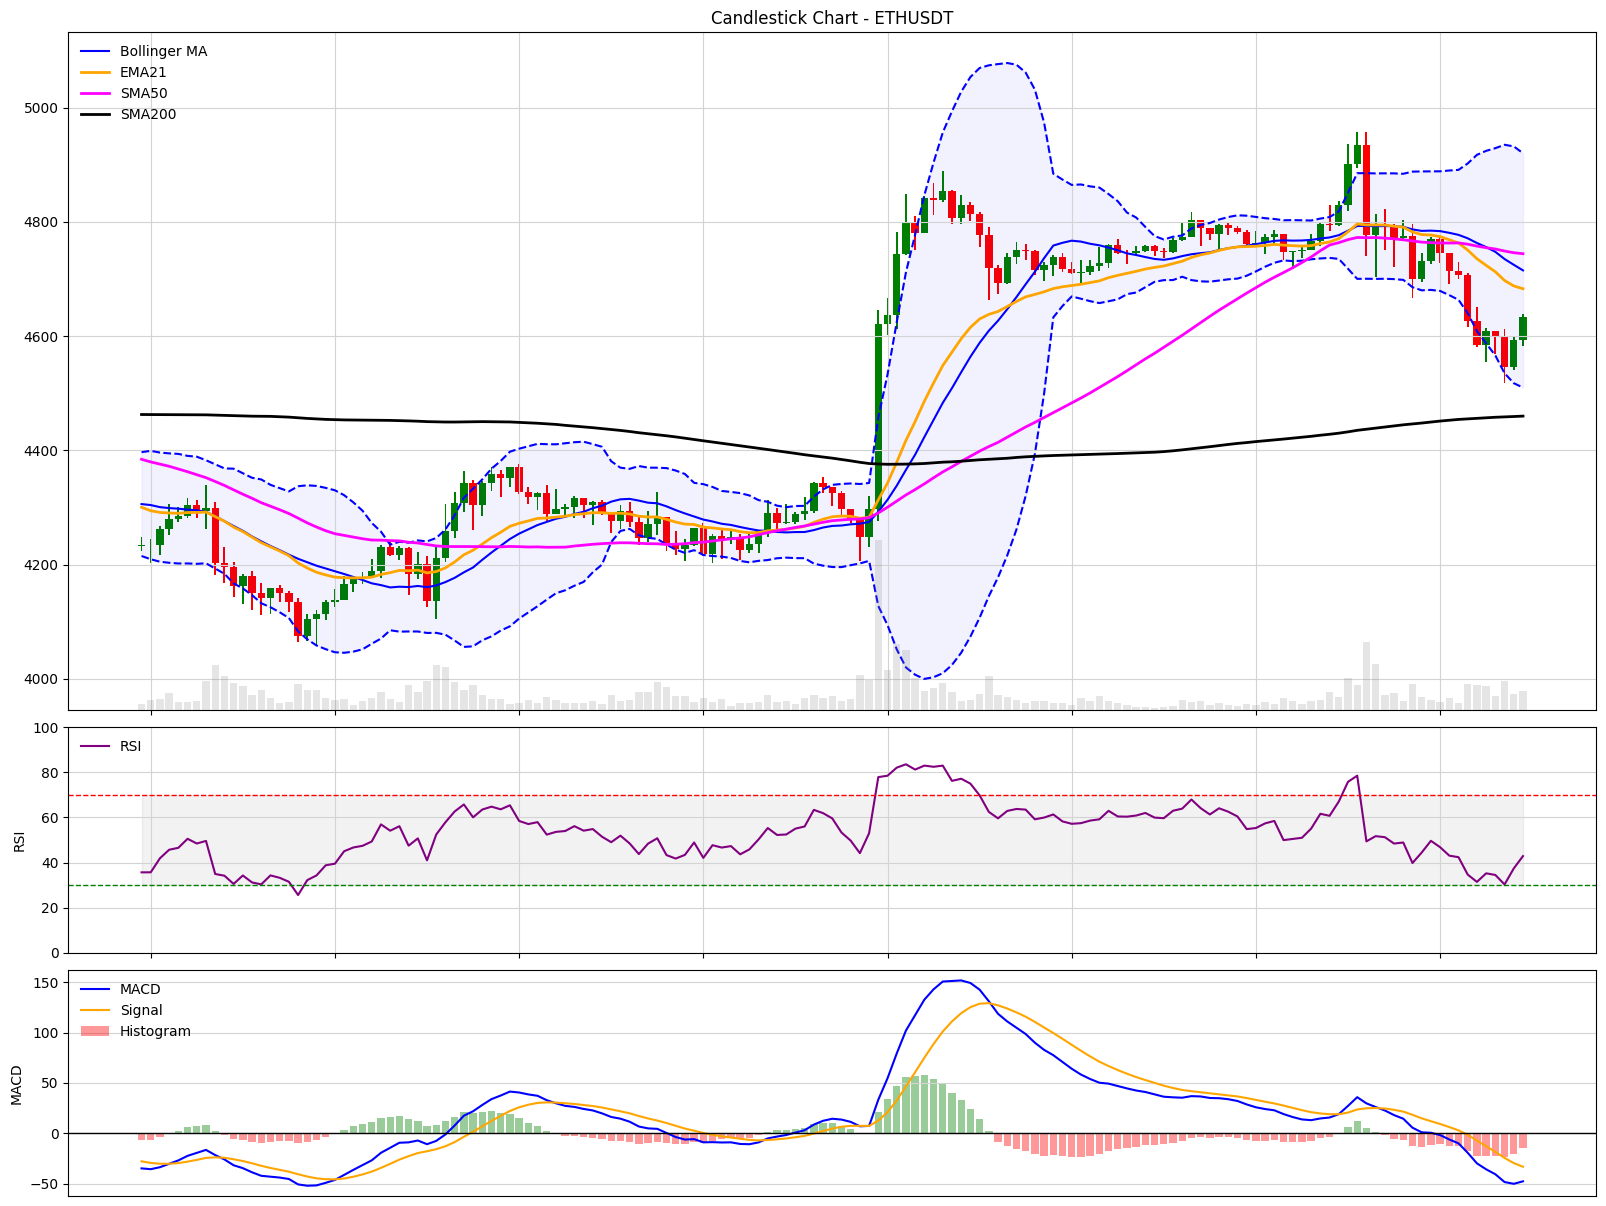 Candlestick Chart - ETHUSDT
Bollinger MA
EMA21
SMA50
SMA200
5000
4800
4600
4400
4200
4000
RSI
100
80
60
40
20
0
RSI
MACD
Signal
Histogram
150
100
50
0
−50
MACD